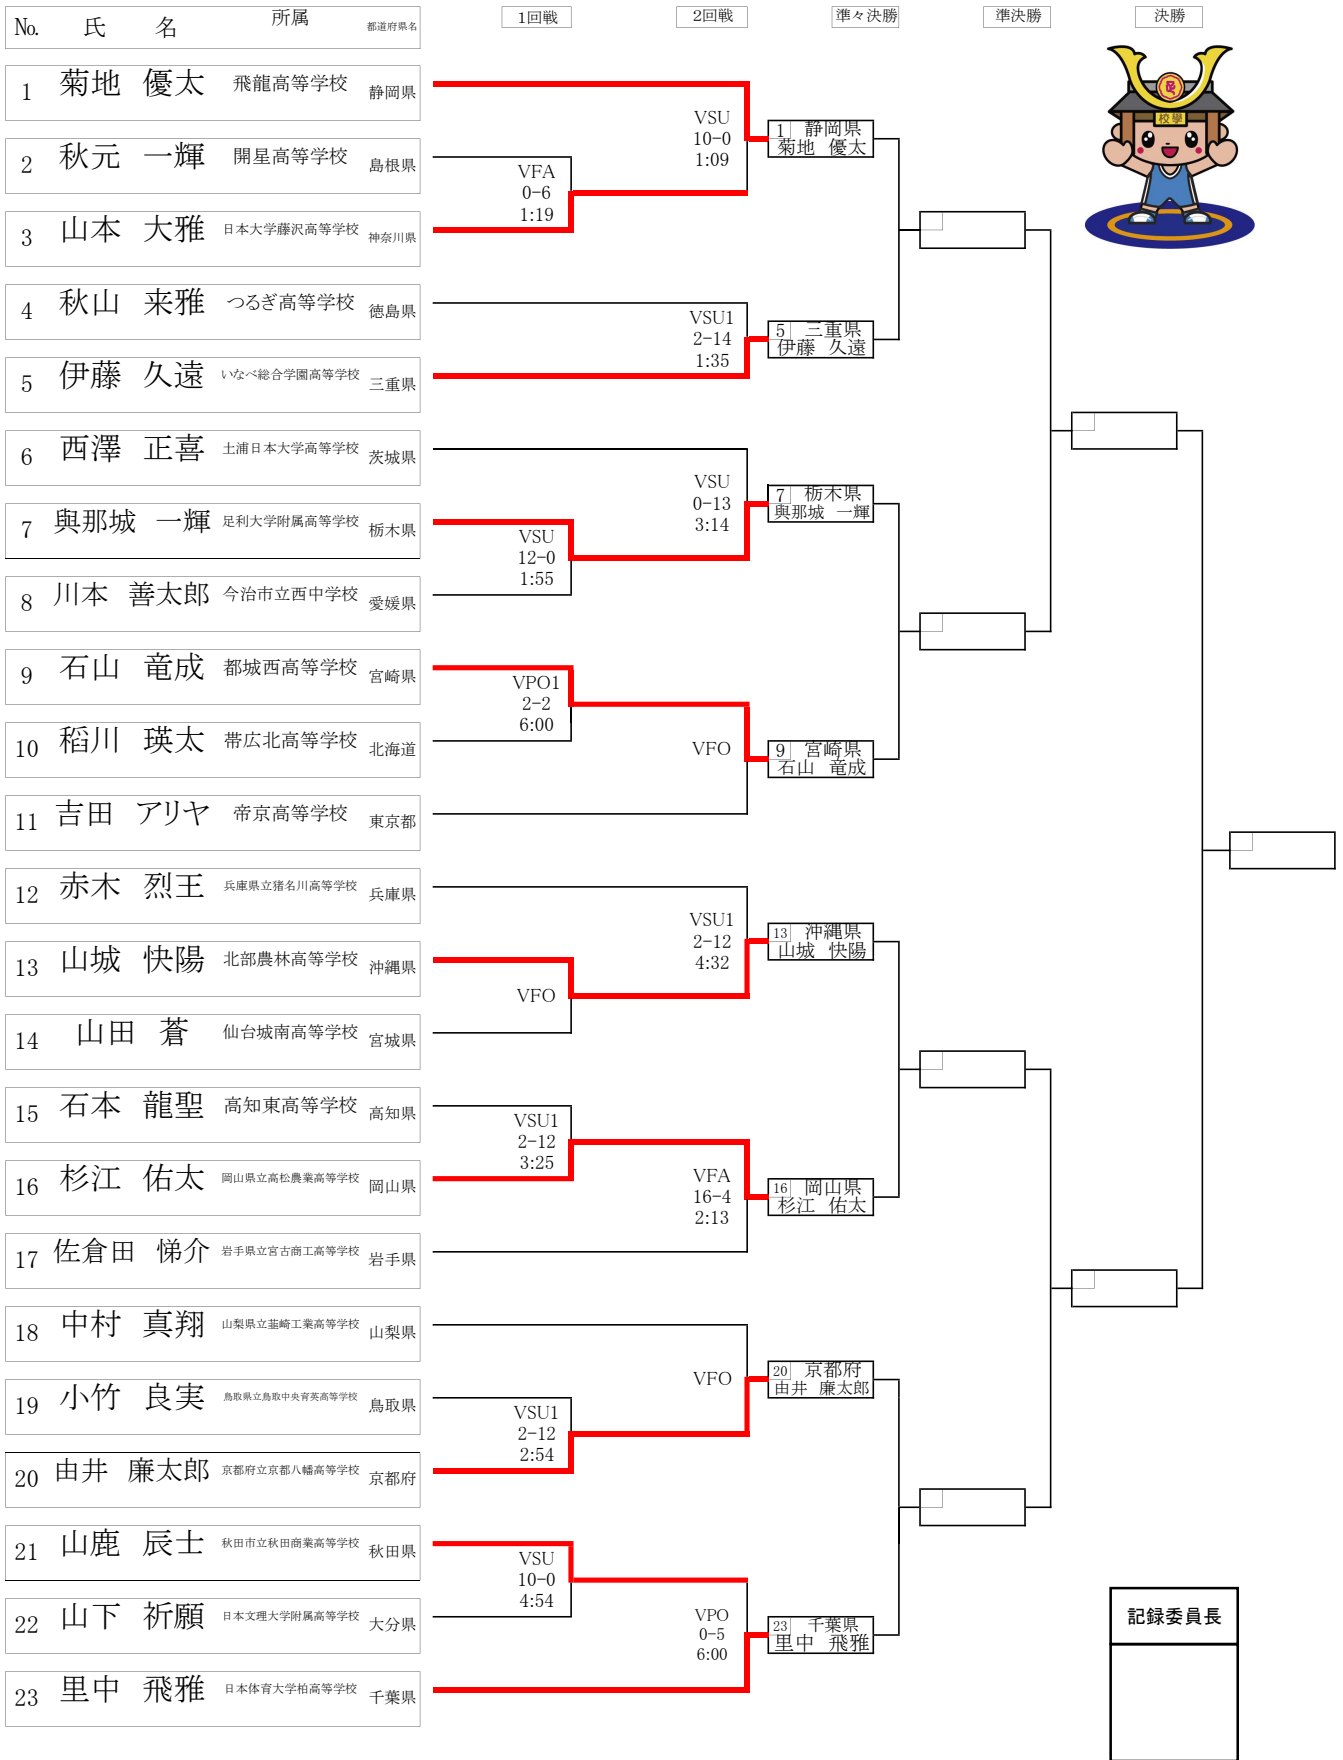 No. 氏 名 所属 都道府県名 1回戦 2回戦 準々決勝 準決勝 決勝
1 菊地 優太 飛龍高等学校 静岡県
2 秋元 一輝 開星高等学校 島根県
3 山本 大雅 日本大学藤沢高等学校 神奈川県
4 秋山 来雅 つるぎ高等学校 徳島県
5 伊藤 久遠 いなべ総合学園高等学校 三重県
6 西澤 正喜 土浦日本大学高等学校 茨城県
7 與那城 一輝 足利大学附属高等学校 栃木県
8 川本 善太郎 今治市立西中学校 愛媛県
9 石山 竜成 都城西高等学校 宮崎県
10 稻川 瑛太 帯広北高等学校 北海道
11 吉田 アリヤ 帝京高等学校 東京都
12 赤木 烈王 兵庫県立猪名川高等学校 兵庫県
13 山城 快陽 北部農林高等学校 沖縄県
14 山田 蒼 仙台城南高等学校 宮城県
15 石本 龍聖 高知東高等学校 高知県
16 杉江 佑太 岡山県立高松農業高等学校 岡山県
17 佐倉田 悌介 岩手県立宮古商工高等学校 岩手県
18 中村 真翔 山梨県立韮崎工業高等学校 山梨県
19 小竹 良実 鳥取県立鳥取中央育英高等学校 鳥取県
20 由井 廉太郎 京都府立京都八幡高等学校 京都府
21 山鹿 辰士 秋田市立秋田商業高等学校 秋田県
22 山下 祈願 日本文理大学附属高等学校 大分県
23 里中 飛雅 日本体育大学柏高等学校 千葉県
VFA
0-6
1:19
VSU
12-0
1:55
VPO1
2-2
6:00
VFO
VSU1
2-12
3:25
VSU1
2-12
2:54
VSU
10-0
4:54
VSU
10-0
1:09
VSU1
2-14
1:35
VSU
0-13
3:14
VFO
VSU1
2-12
4:32
VFA
16-4
2:13
VFO
VPO
0-5
6:00
1 静岡県
菊地 優太
5 三重県
伊藤 久遠
7 栃木県
與那城 一輝
9 宮崎県
石山 竜成
13 沖縄県
山城 快陽
16 岡山県
杉江 佑太
20 京都府
由井 廉太郎
23 千葉県
里中 飛雅
校學
記録委員長